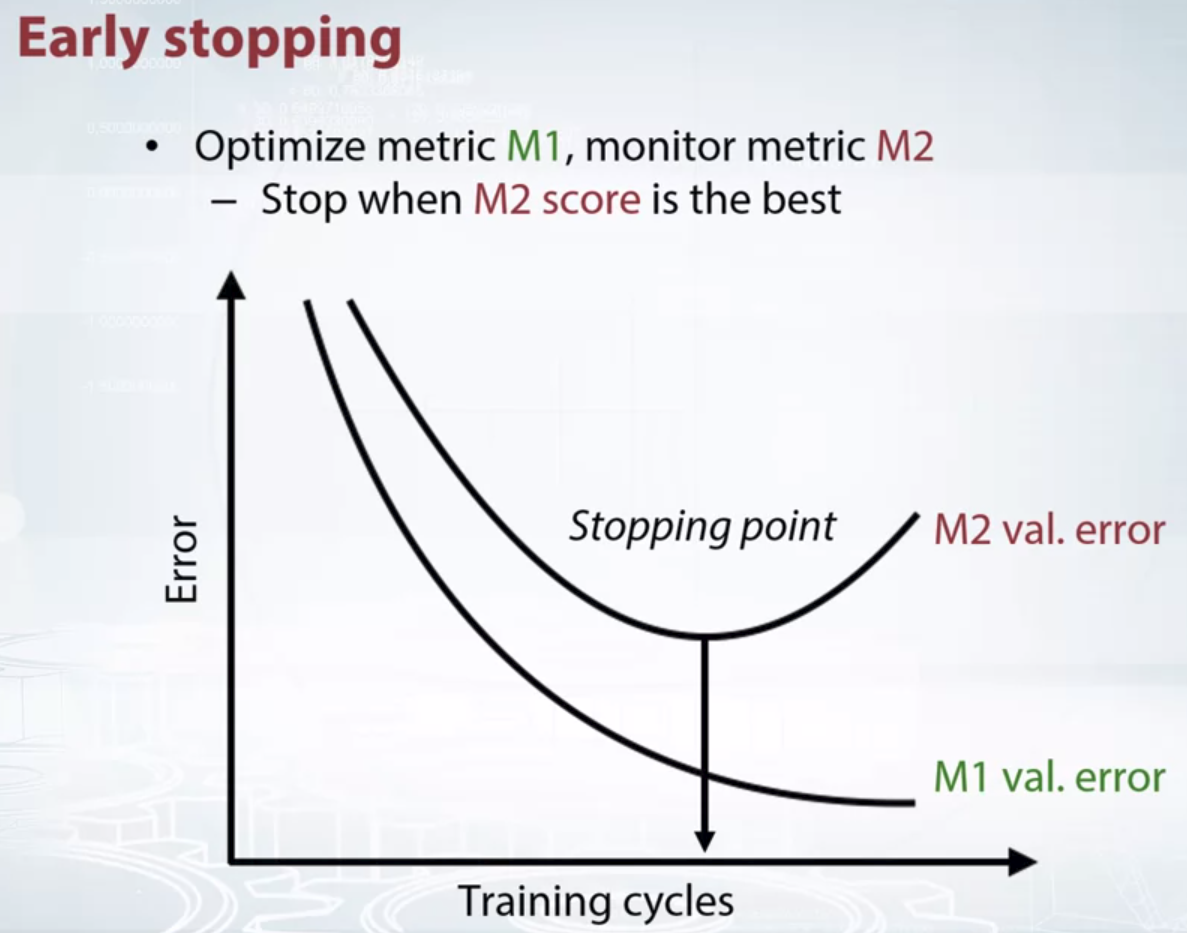 Early stopping
• Optimize metric M1, monitor metric M2
– Stop when M2 score is the best
Stopping point
M2 val. error
Error
M1 val. error
Training cycles